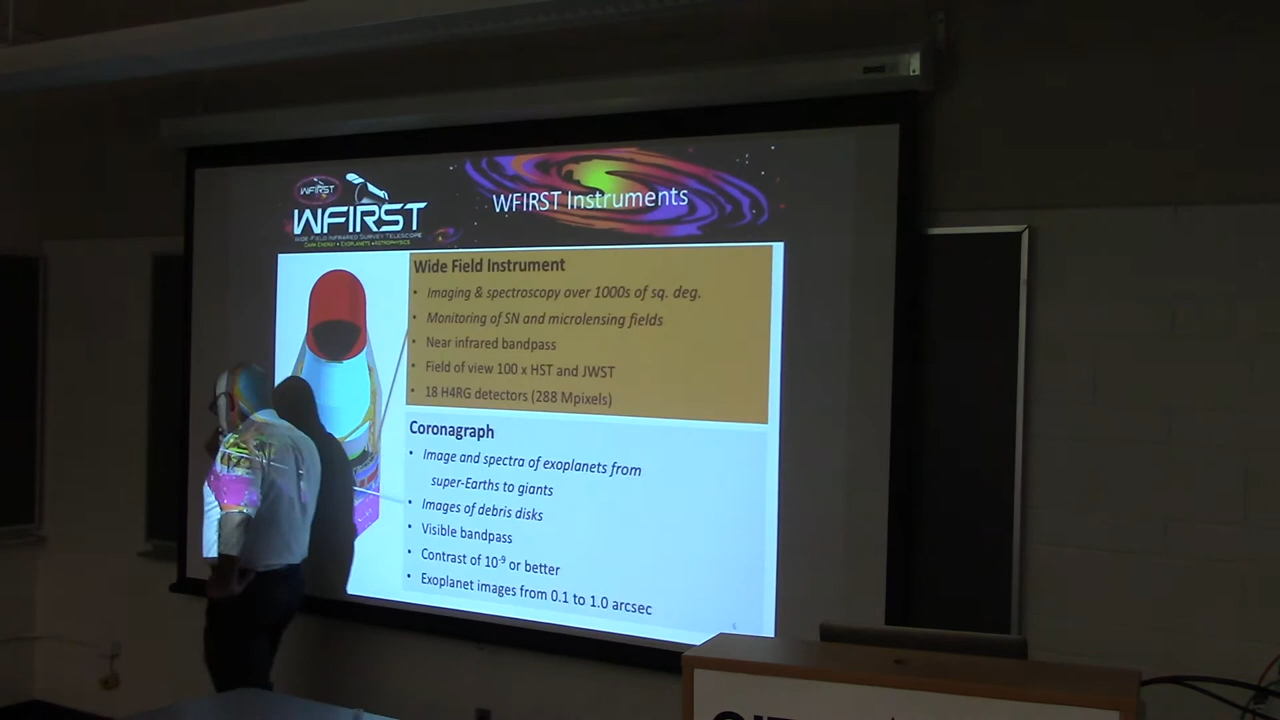 WFIRST
WFIRST
WIDE-FIELD INFRARED SURVEY TELESCOPE
DARK ENERGY • EXOPLANETS • ASTROPHYSICS
WFIRST Instruments
Wide Field Instrument
• Imaging & spectroscopy over 1000s of sq. deg.
• Monitoring of SN and microlensing fields
• Near infrared bandpass
• Field of view 100 x HST and JWST
• 18 H4RG detectors (288 Mpixels)
Coronagraph
• Image and spectra of exoplanets from
super-Earths to giants
• Images of debris disks
• Visible bandpass
• Contrast of 10⁻⁹ or better
• Exoplanet images from 0.1 to 1.0 arcsec
6